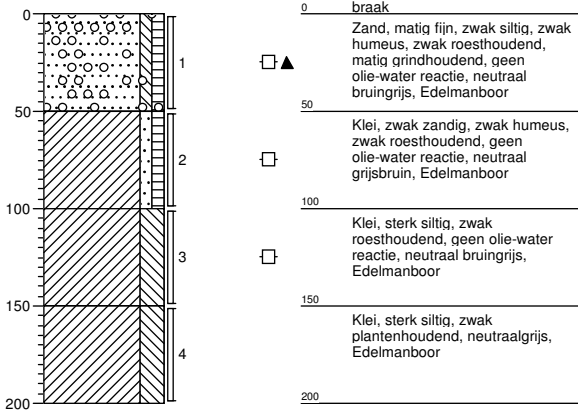 0
50
100
150
200
1
2
3
4
0
braak
Zand, matig fijn, zwak siltig, zwak
humeus, zwak roesthoudend,
matig grindhoudend, geen
olie-water reactie, neutraal
bruingrijs, Edelmanboor
50
Klei, zwak zandig, zwak humeus,
zwak roesthoudend, geen
olie-water reactie, neutraal
grijsbruin, Edelmanboor
100
Klei, sterk siltig, zwak
roesthoudend, geen olie-water
reactie, neutraal bruingrijs,
Edelmanboor
150
Klei, sterk siltig, zwak
plantenhoudend, neutraalgrijs,
Edelmanboor
200